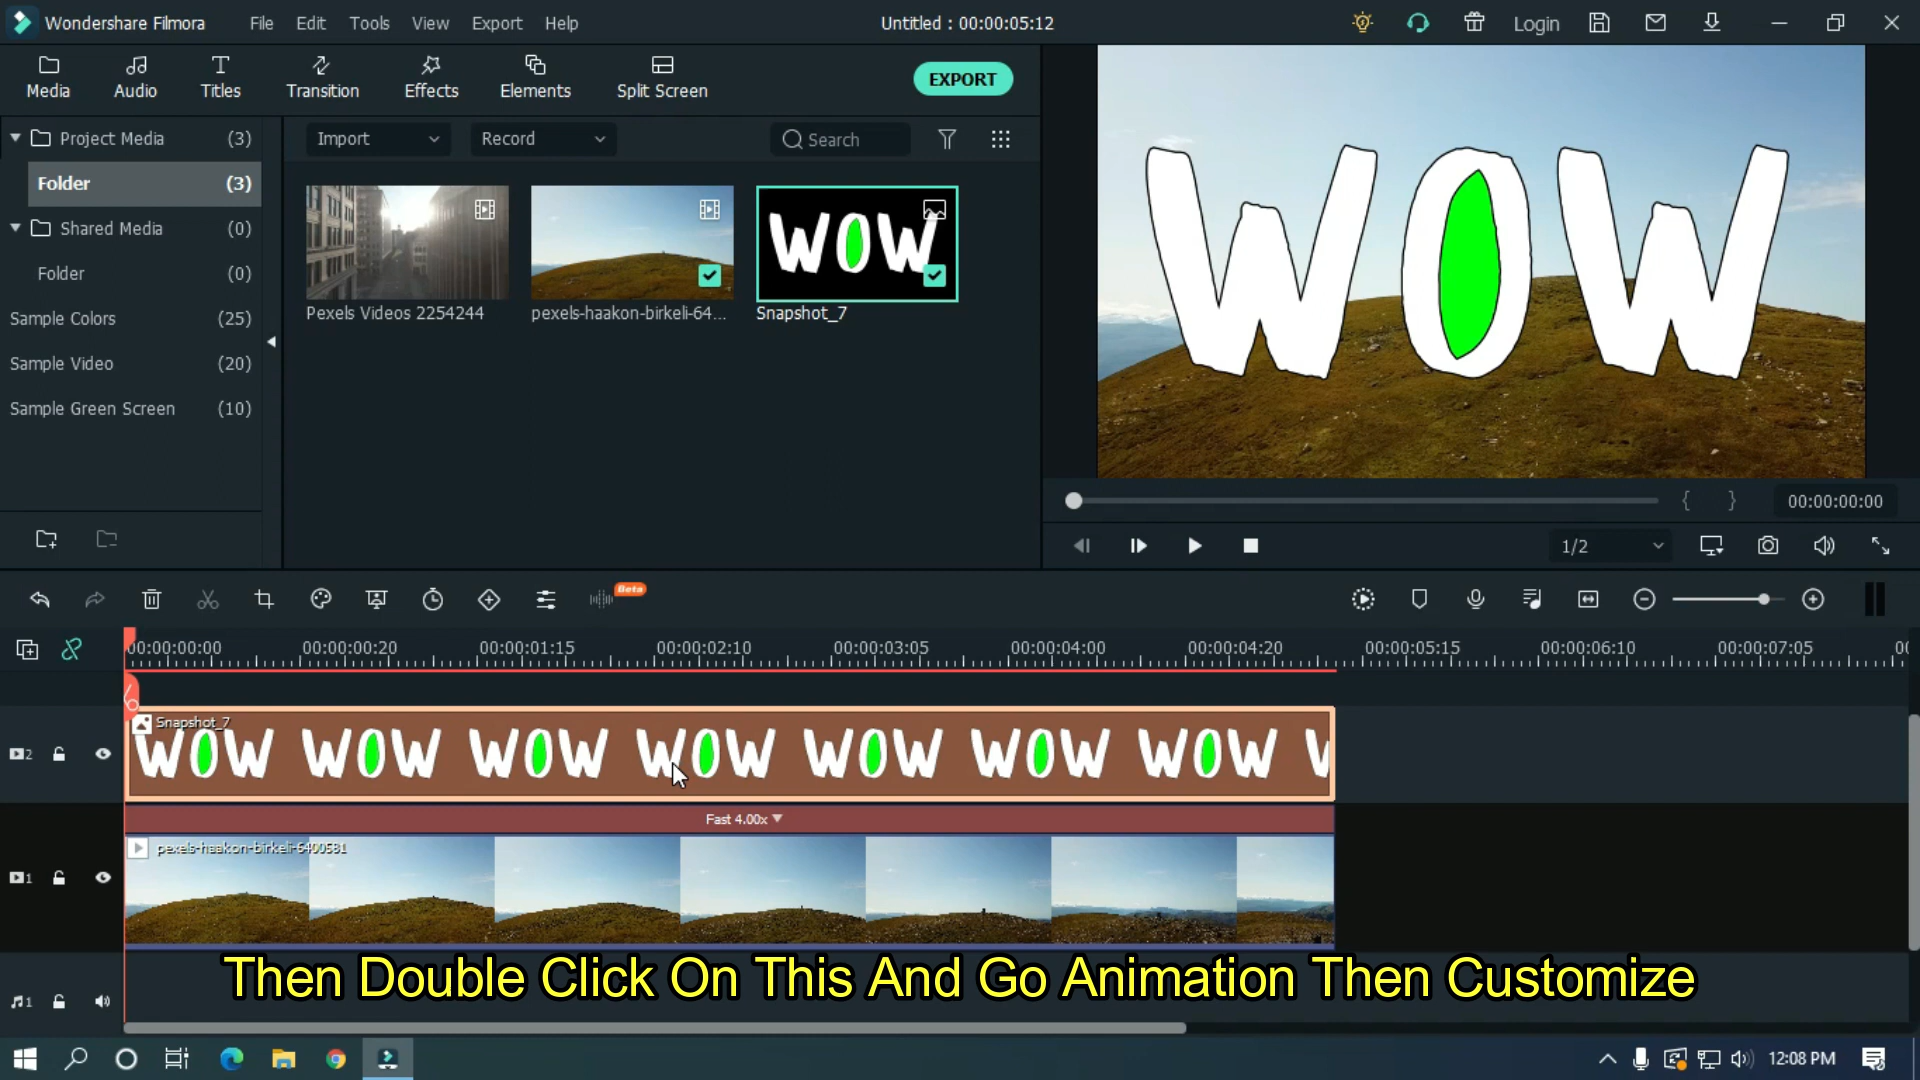 Wondershare Filmora File Edit Tools View Export Help Untitled : 00:00:05:12 Login
Media Audio Titles Transition Effects Elements Split Screen EXPORT
Project Media (3)
Folder (3)
Shared Media (0)
Folder (0)
Sample Colors (25)
Sample Video (20)
Sample Green Screen (10)
Import Record Search
WOW
Pexels Videos 2254244 pexels-haakon-birkeli-64... Snapshot_7
WOW
{ } 00:00:00:00
1/2
Beta
00:00:00:00 00:00:00:20 00:00:01:15 00:00:02:10 00:00:03:05 00:00:04:00 00:00:04:20 00:00:05:15 00:00:06:10 00:00:07:05
Snapshot_7
2 WOW WOW WOW WOW WOW WOW WOW W
Fast 4.00x
pexels-haakon-birkeli-6400581
1
Then Double Click On This And Go Animation Then Customize
1
12:08 PM